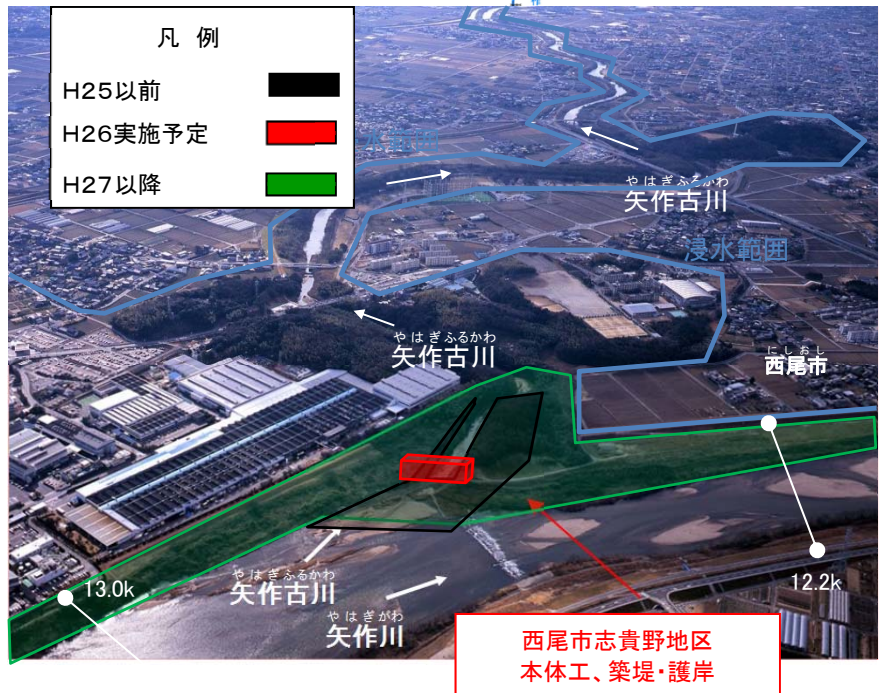 凡 例
H25以前
H26実施予定
H27以降
水範囲
やはぎふるかわ
矢作古川
浸水範囲
やはぎふるかわ
矢作古川
にしおし
西尾市
13.0k
12.2k
やはぎふるかわ
矢作古川
やはぎがわ
矢作川
西尾市志貴野地区
本体工、築堤・護岸